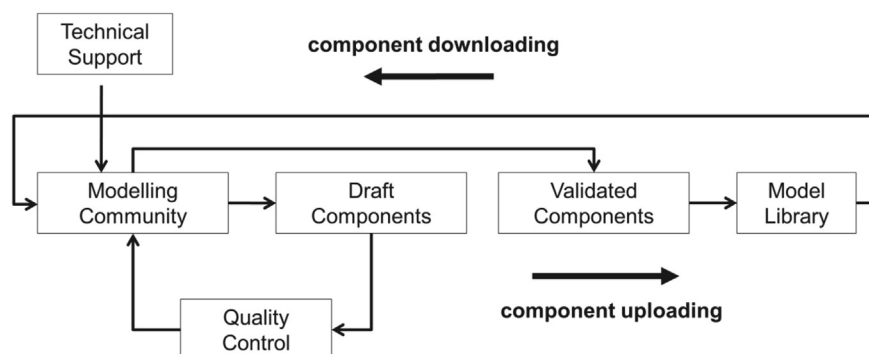 Technical
Support
component downloading
Modelling
Community
Draft
Components
Validated
Components
Model
Library
component uploading
Quality
Control